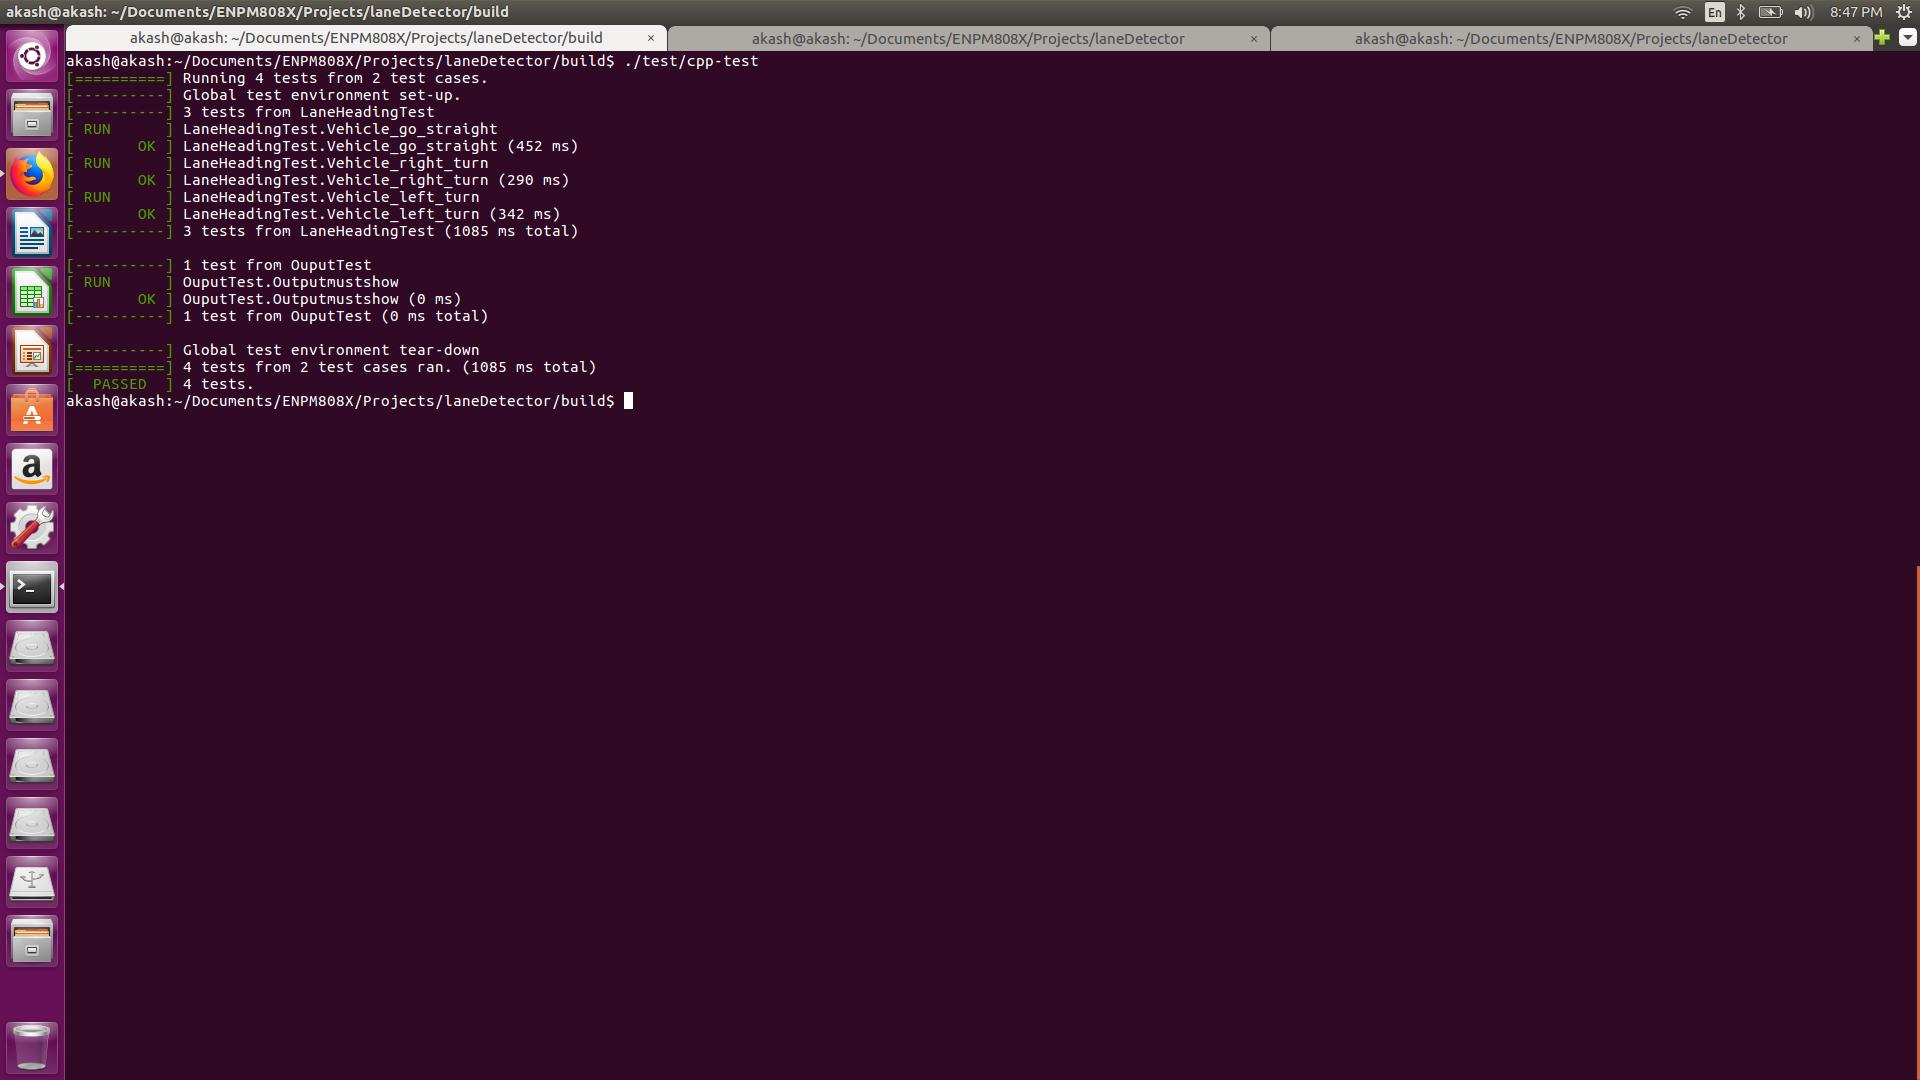 akash@akash: ~/Documents/ENPM808X/Projects/laneDetector/build
En
8:47 PM
akash@akash: ~/Documents/ENPM808X/Projects/laneDetector/build ×
akash@akash: ~/Documents/ENPM808X/Projects/laneDetector ×
akash@akash: ~/Documents/ENPM808X/Projects/laneDetector ×
akash@akash:~/Documents/ENPM808X/Projects/laneDetector/build$ ./test/cpp-test
[==========] Running 4 tests from 2 test cases.
[----------] Global test environment set-up.
[----------] 3 tests from LaneHeadingTest
[ RUN      ] LaneHeadingTest.Vehicle_go_straight
[       OK ] LaneHeadingTest.Vehicle_go_straight (452 ms)
[ RUN      ] LaneHeadingTest.Vehicle_right_turn
[       OK ] LaneHeadingTest.Vehicle_right_turn (290 ms)
[ RUN      ] LaneHeadingTest.Vehicle_left_turn
[       OK ] LaneHeadingTest.Vehicle_left_turn (342 ms)
[----------] 3 tests from LaneHeadingTest (1085 ms total)
[----------] 1 test from OuputTest
[ RUN      ] OuputTest.Outputmustshow
[       OK ] OuputTest.Outputmustshow (0 ms)
[----------] 1 test from OuputTest (0 ms total)
[----------] Global test environment tear-down
[==========] 4 tests from 2 test cases ran. (1085 ms total)
[  PASSED  ] 4 tests.
akash@akash:~/Documents/ENPM808X/Projects/laneDetector/build$